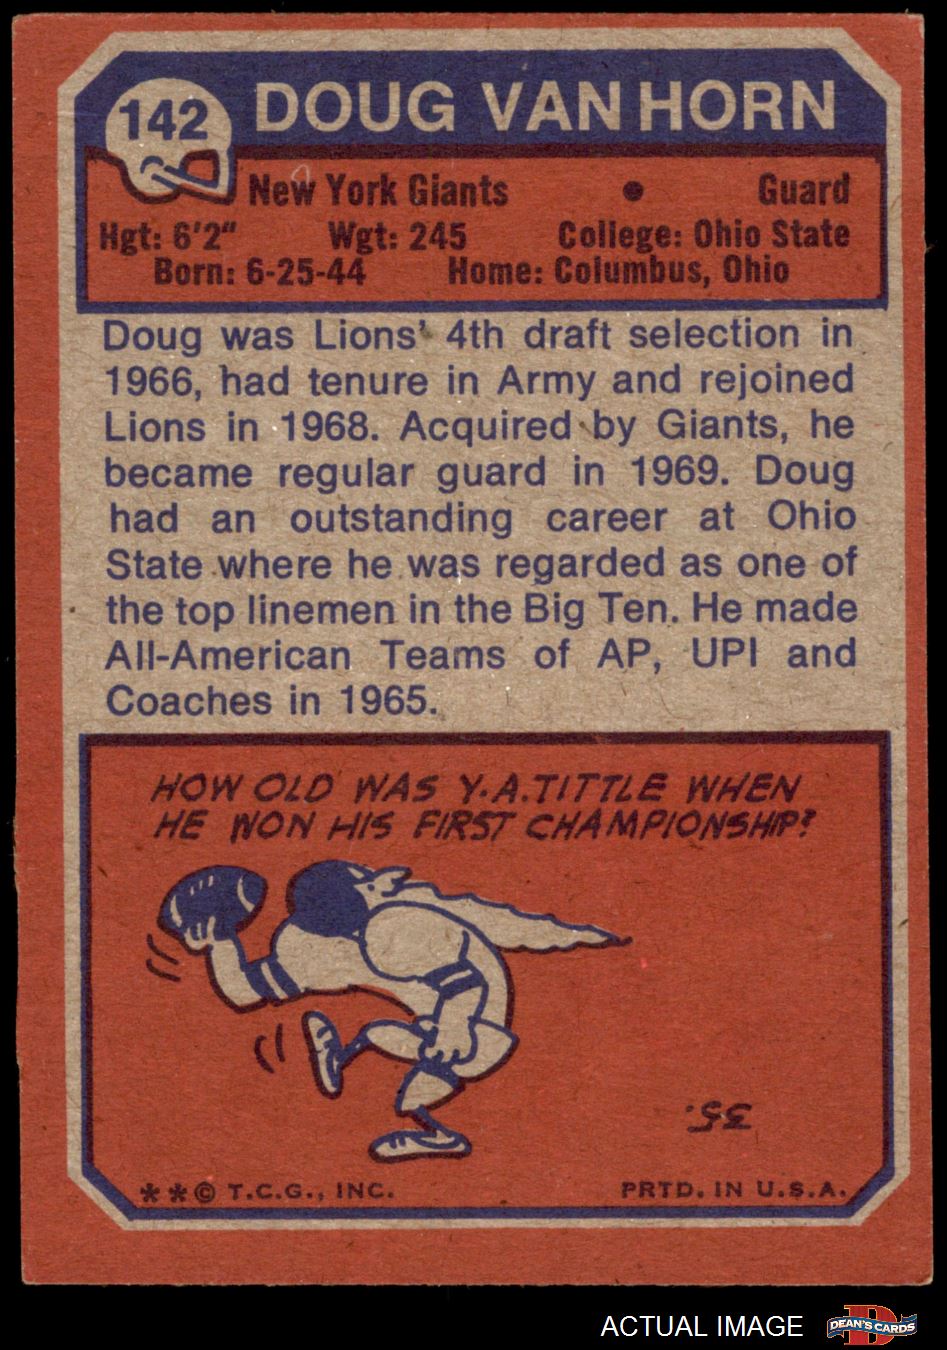 142 DOUG VAN HORN
New York Giants • Guard
Hgt: 6'2" Wgt: 245 College: Ohio State
Born: 6-25-44 Home: Columbus, Ohio
Doug was Lions' 4th draft selection in
1966, had tenure in Army and rejoined
Lions in 1968. Acquired by Giants, he
became regular guard in 1969. Doug
had an outstanding career at Ohio
State where he was regarded as one of
the top linemen in the Big Ten. He made
All-American Teams of AP, UPI and
Coaches in 1965.
HOW OLD WAS Y.A. TITTLE WHEN
HE WON HIS FIRST CHAMPIONSHIP?
35.
**© T.C.G., INC. PRTD. IN U.S.A.
ACTUAL IMAGE D DEAN'S CARDS